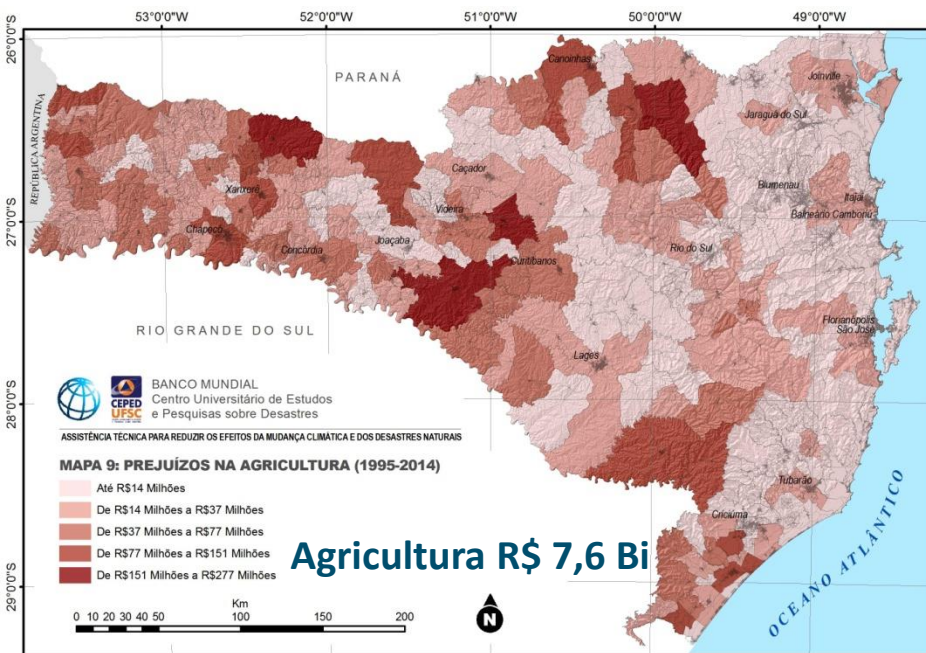 53°0'0"S
52°0'0"O
51°0'0"O
50°0'0"O
49°0'0"O
26°0'0"S
27°0'0"S
28°0'0"S
29°0'0"S
REPÚBLICA ARGENTINA
PARANÁ
Canoinhas
Joinville
Jaraguá do Sul
Caçador
Xanxerê
Blumenau
Itajaí
Videira
Balneário Camboriú
Chapecó
Joaçaba
Rio do Sul
Concórdia
Curitibanos
RIO GRANDE DO SUL
Florianópolis
São José
Lages
Tubarão
Criciúma
OCEANO ATLÂNTICO
CEPED
UFSC
BANCO MUNDIAL
Centro Universitário de Estudos
e Pesquisas sobre Desastres
ASSISTÊNCIA TÉCNICA PARA REDUZIR OS EFEITOS DA MUDANÇA CLIMÁTICA E DOS DESASTRES NATURAIS
MAPA 9: PREJUÍZOS NA AGRICULTURA (1995-2014)
Até R$14 Milhões
De R$14 Milhões a R$37 Milhões
De R$37 Milhões a R$77 Milhões
De R$77 Milhões a R$151 Milhões
De R$151 Milhões a R$277 Milhões
Agricultura R$ 7,6 Bi
Km
0 10 20 30 40 50 100 150 200
N